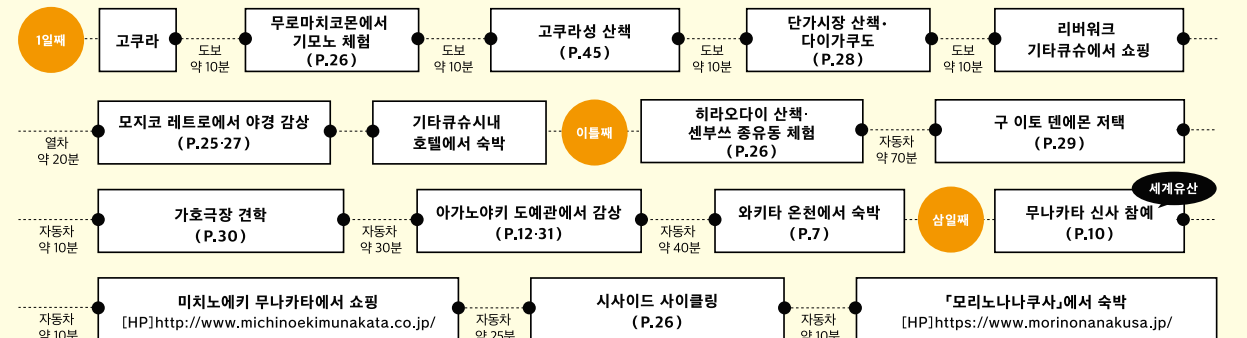 1일째
고쿠라
도보
약 10분
무로마치코몬에서
기모노 체험
(P.26)
도보
약 10분
고쿠라성 산책
(P.45)
도보
약 10분
단가시장 산책·
다이가쿠도
(P.28)
도보
약 10분
리버워크
기타큐슈에서 쇼핑
열차
약 20분
모지코 레트로에서 야경 감상
(P.25·27)
기타큐슈시내
호텔에서 숙박
이틀째
히라오다이 산책·
센부쓰 종유동 체험
(P.26)
자동차
약 70분
구 이토 덴에몬 저택
(P.29)
자동차
약 10분
가호극장 견학
(P.30)
자동차
약 30분
아가노야키 도예관에서 감상
(P.12·31)
자동차
약 40분
와키타 온천에서 숙박
(P.7)
삼일째
세계유산
무나카타 신사 참예
(P.10)
자동차
약 10분
미치노에키 무나카타에서 쇼핑
[HP]http://www.michinoekimunakata.co.jp/
자동차
약 25분
시사이드 사이클링
(P.26)
자동차
약 10분
「모리노나나쿠사」에서 숙박
[HP]https://www.morinonanakusa.jp/